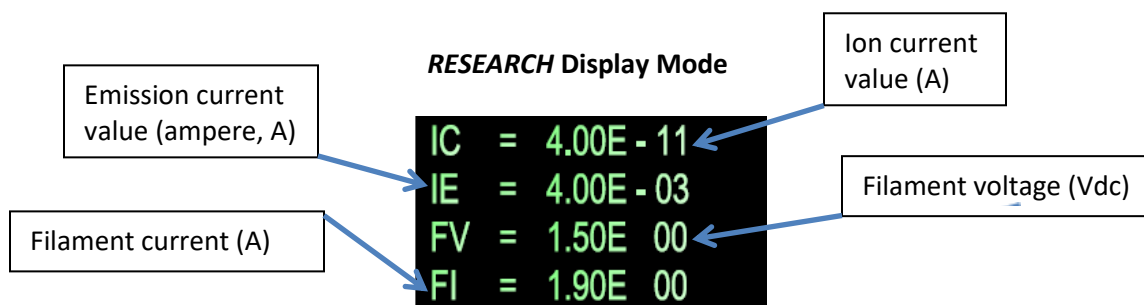 Ion current
value (A)
RESEARCH Display Mode
Emission current
value (ampere, A)
IC = 4.00E - 11
IE = 4.00E - 03
Filament voltage (Vdc)
Filament current (A)
FV = 1.50E 00
FI = 1.90E 00